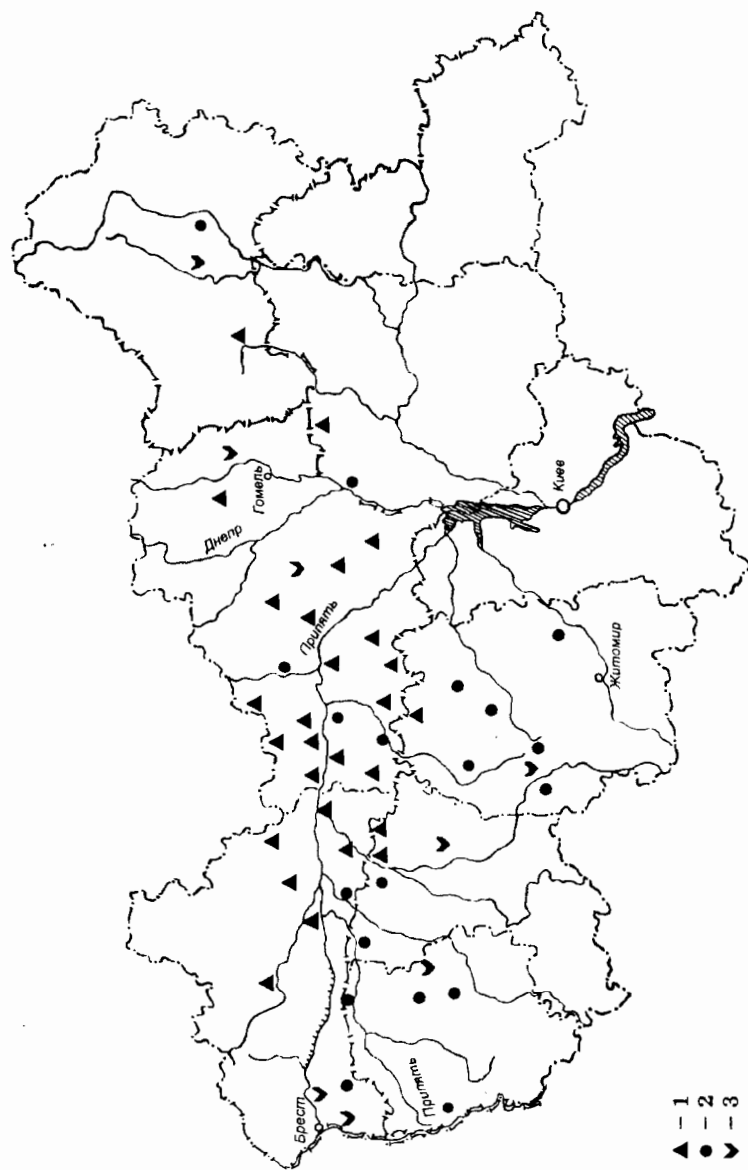 Брест
Припять
Припять
Днепр
Гомель
Житомир
Киев
▲ – 1
● – 2
– 3